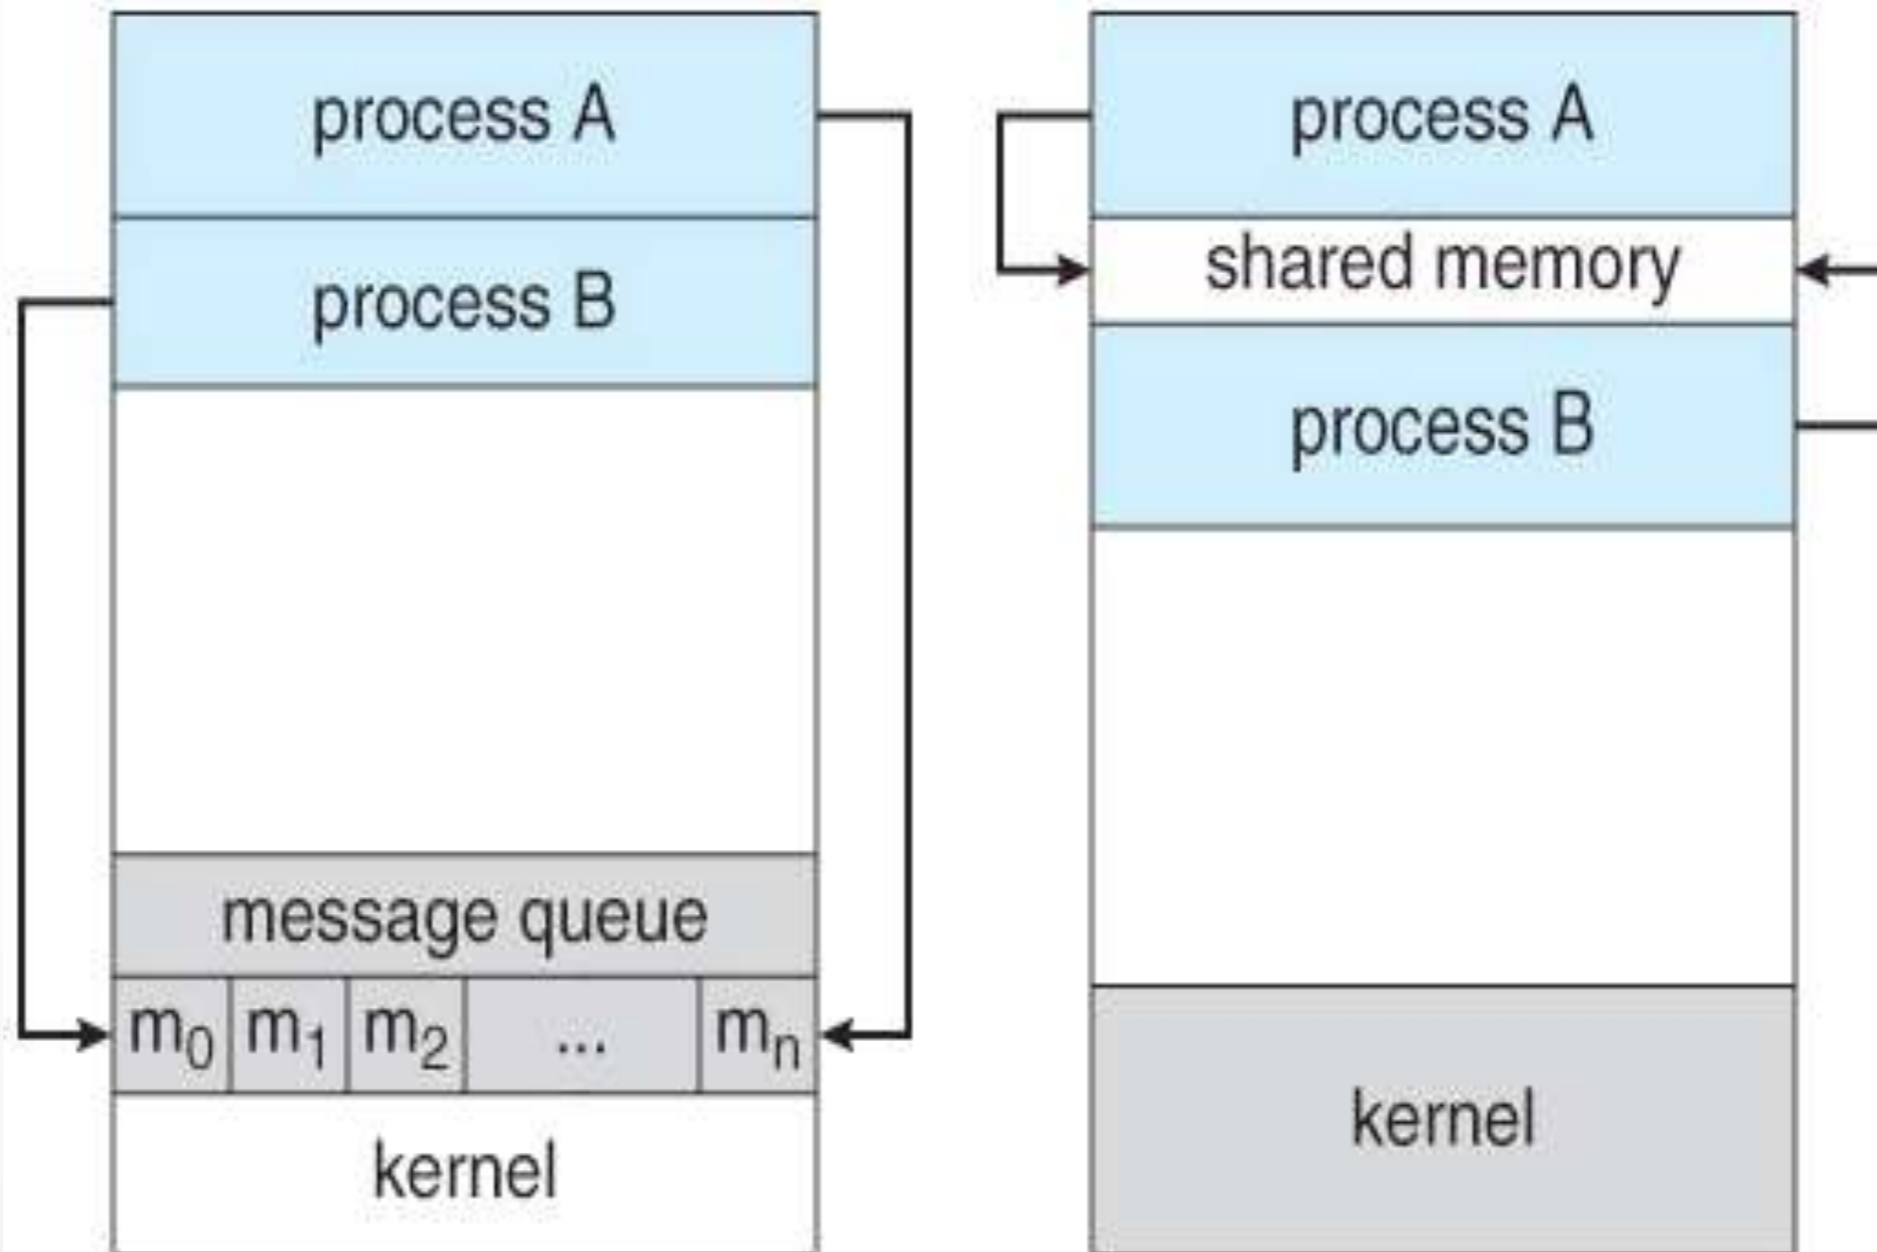 process A
process B
message queue
m₀ m₁ m₂ ... mₙ
kernel
process A
shared memory
process B
kernel